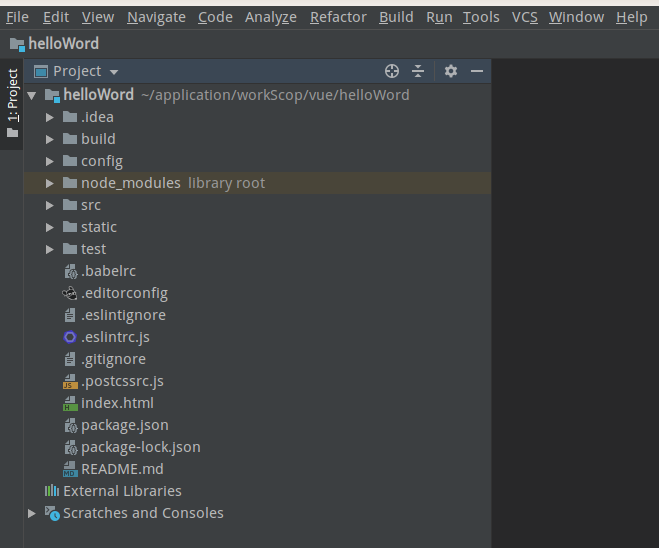 File Edit View Navigate Code Analyze Refactor Build Run Tools VCS Window Help
helloWord
1: Project
Project
helloWord ~/application/workScop/vue/helloWord
.idea
build
config
node_modules library root
src
static
test
.babelrc
.editorconfig
.eslintignore
.eslintrc.js
.gitignore
.postcssrc.js
index.html
package.json
package-lock.json
README.md
External Libraries
Scratches and Consoles